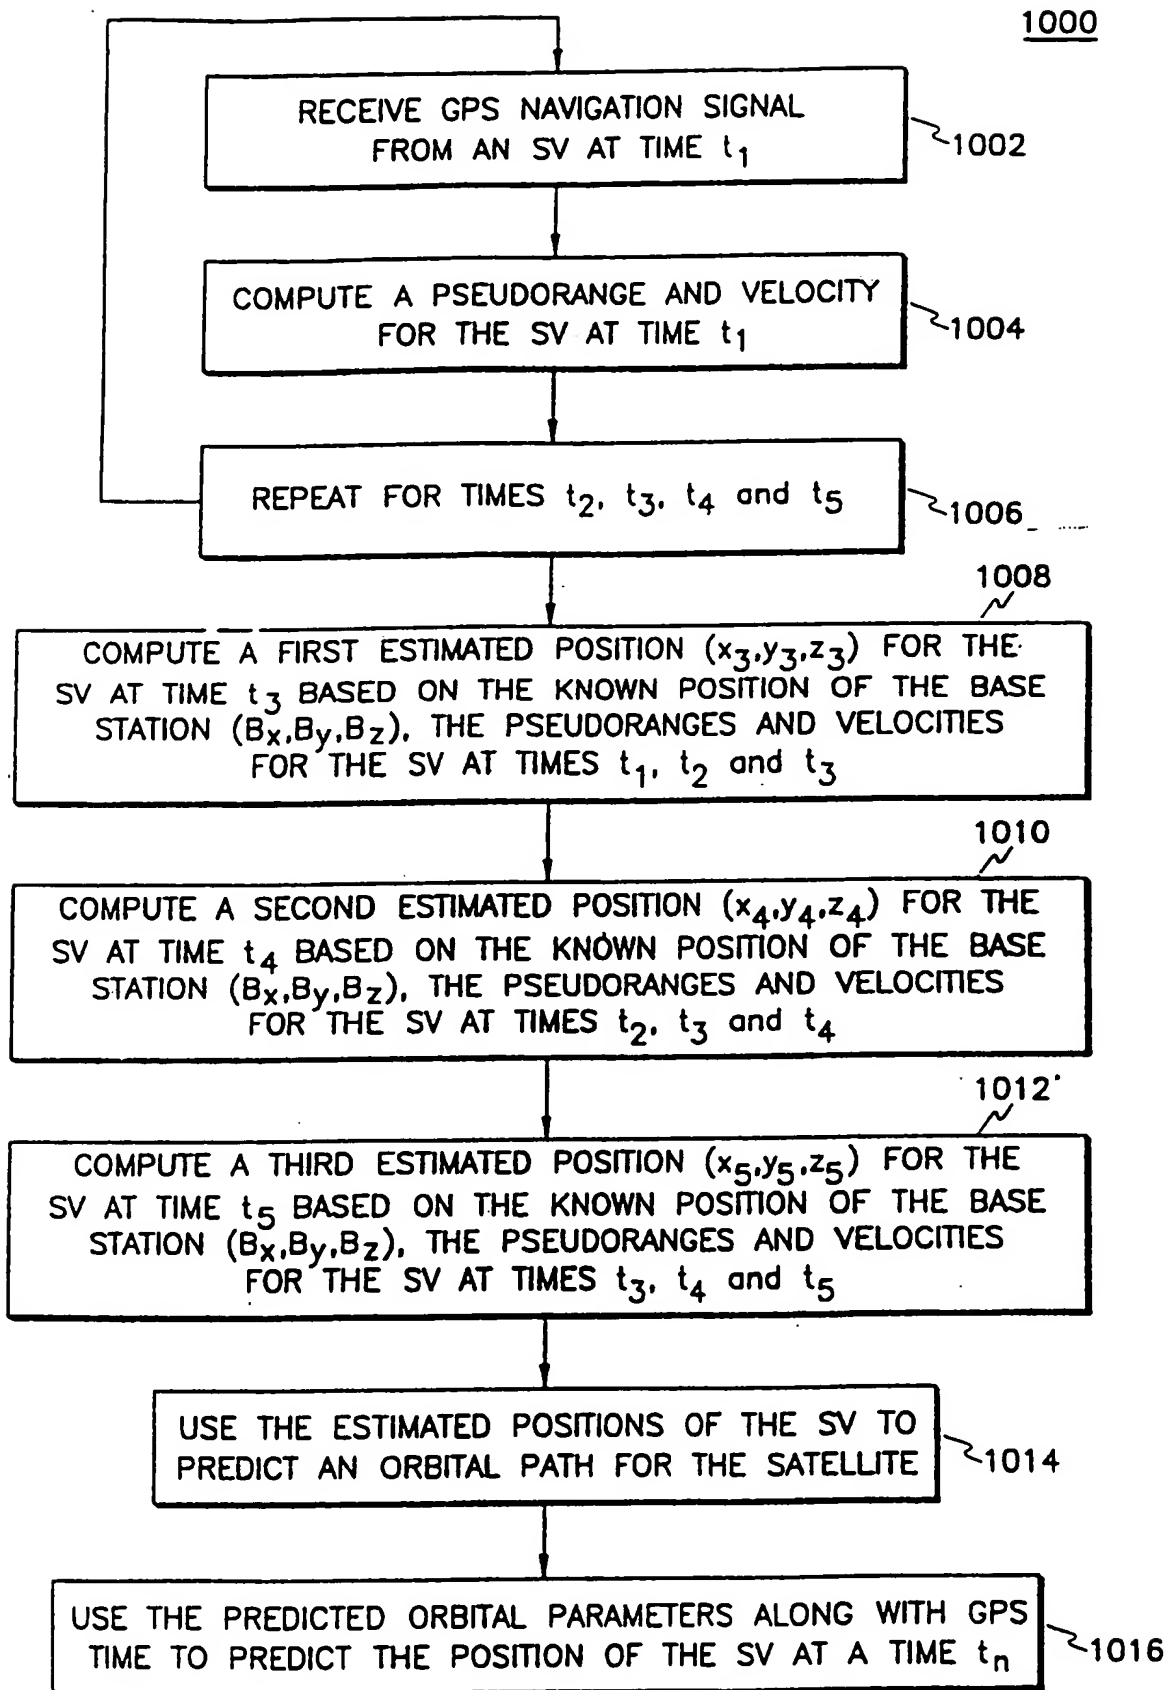 1000
RECEIVE GPS NAVIGATION SIGNAL
FROM AN SV AT TIME t1
1002
COMPUTE A PSEUDORANGE AND VELOCITY
FOR THE SV AT TIME t1
1004
REPEAT FOR TIMES t2, t3, t4 and t5
1006
1008
COMPUTE A FIRST ESTIMATED POSITION (x3,y3,z3) FOR THE
SV AT TIME t3 BASED ON THE KNOWN POSITION OF THE BASE
STATION (Bx,By,Bz), THE PSEUDORANGES AND VELOCITIES
FOR THE SV AT TIMES t1, t2 and t3
1010
COMPUTE A SECOND ESTIMATED POSITION (x4,y4,z4) FOR THE
SV AT TIME t4 BASED ON THE KNOWN POSITION OF THE BASE
STATION (Bx,By,Bz), THE PSEUDORANGES AND VELOCITIES
FOR THE SV AT TIMES t2, t3 and t4
1012
COMPUTE A THIRD ESTIMATED POSITION (x5,y5,z5) FOR THE
SV AT TIME t5 BASED ON THE KNOWN POSITION OF THE BASE
STATION (Bx,By,Bz), THE PSEUDORANGES AND VELOCITIES
FOR THE SV AT TIMES t3, t4 and t5
USE THE ESTIMATED POSITIONS OF THE SV TO
PREDICT AN ORBITAL PATH FOR THE SATELLITE
1014
USE THE PREDICTED ORBITAL PARAMETERS ALONG WITH GPS
TIME TO PREDICT THE POSITION OF THE SV AT A TIME tn
1016